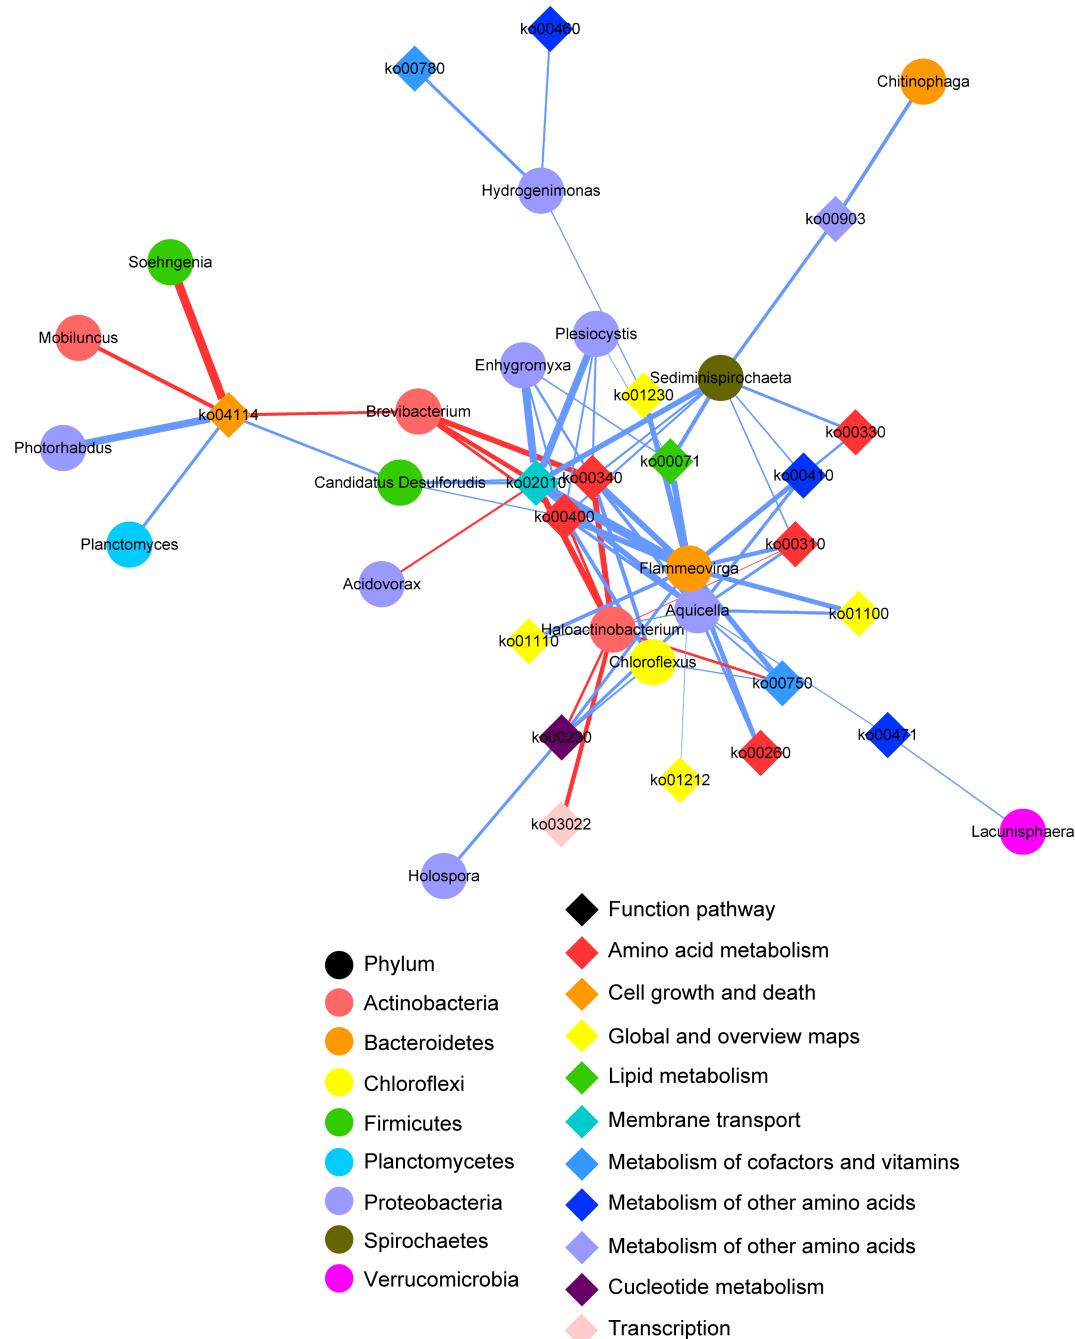 ko00460
ko00780
Chitinophaga
Hydrogenimonas
ko00903
Soehngenia
Mobiluncus
Plesiocystis
Enhygromyxa
Sediminispirochaeta
ko01230
Brevibacterium
ko04114
ko00330
Photorhabdus
ko00071
ko00410
Candidatus Desulforudis
ko02010
ko00340
ko00400
Planctomyces
ko00310
Flammeovirga
Acidovorax
Aquicella
ko01100
Haloactinobacterium
ko01110
Chloroflexus
ko00750
ko00230
ko00471
ko00260
ko01212
ko03022
Lacunisphaera
Holospora
Phylum
Actinobacteria
Bacteroidetes
Chloroflexi
Firmicutes
Planctomycetes
Proteobacteria
Spirochaetes
Verrucomicrobia
Function pathway
Amino acid metabolism
Cell growth and death
Global and overview maps
Lipid metabolism
Membrane transport
Metabolism of cofactors and vitamins
Metabolism of other amino acids
Metabolism of other amino acids
Cucleotide metabolism
Transcription